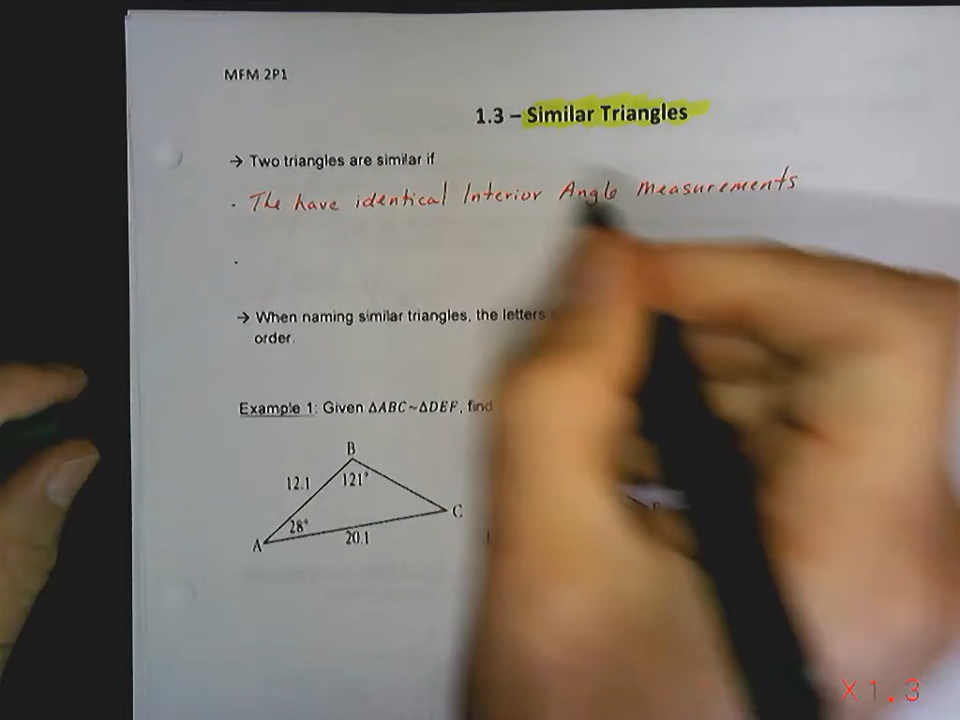 MFM 2P1
1.3 – Similar Triangles
→ Two triangles are similar if
. The have identical Interior Angle Measurements
.
→ When naming similar triangles, the letters
order.
Example 1: Given ΔABC~ΔDEF, find
B
12.1
121°
C
28°
A
20.1
X1.3